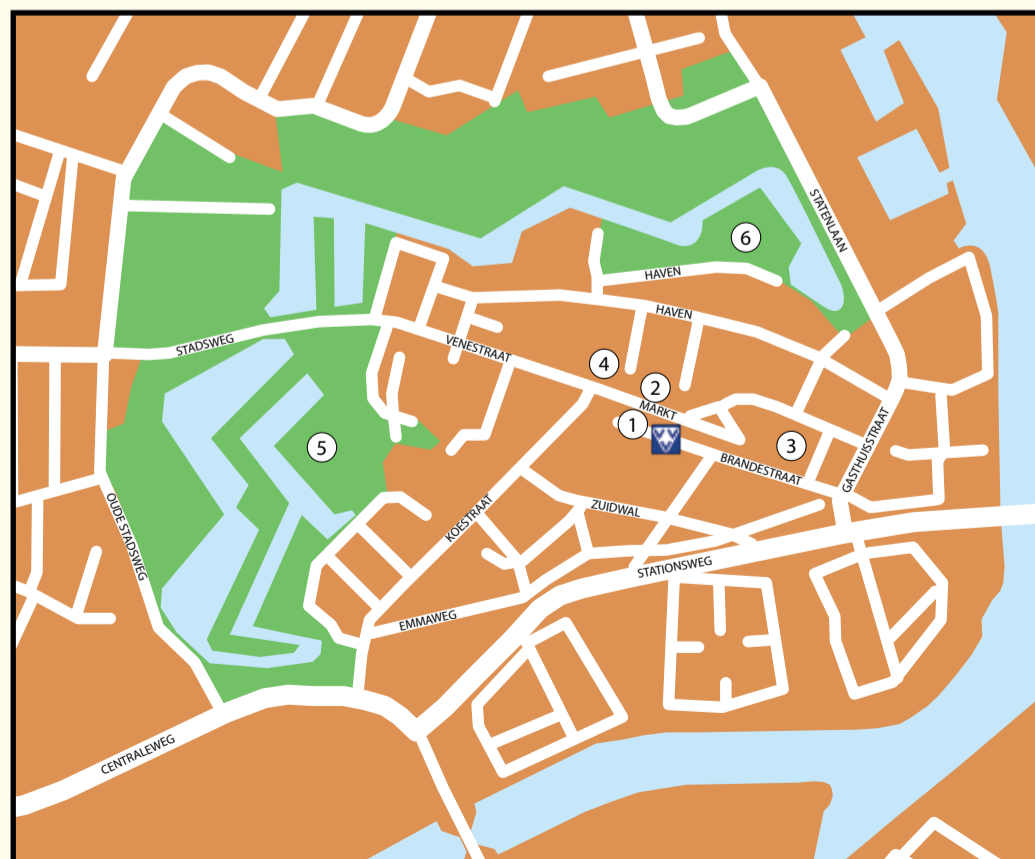 STATENLAAN
6
HAVEN
HAVEN
STADSWEG
VENESTRAAT
4
2
MARKT
1
VVV
3
5
BRANDESTRAAT
GASTHUISSTRAAT
OUDE STADSWEG
KOESTRAAT
ZUIDWAL
STATIONSWEG
EMMAWEG
CENTRALEWEG